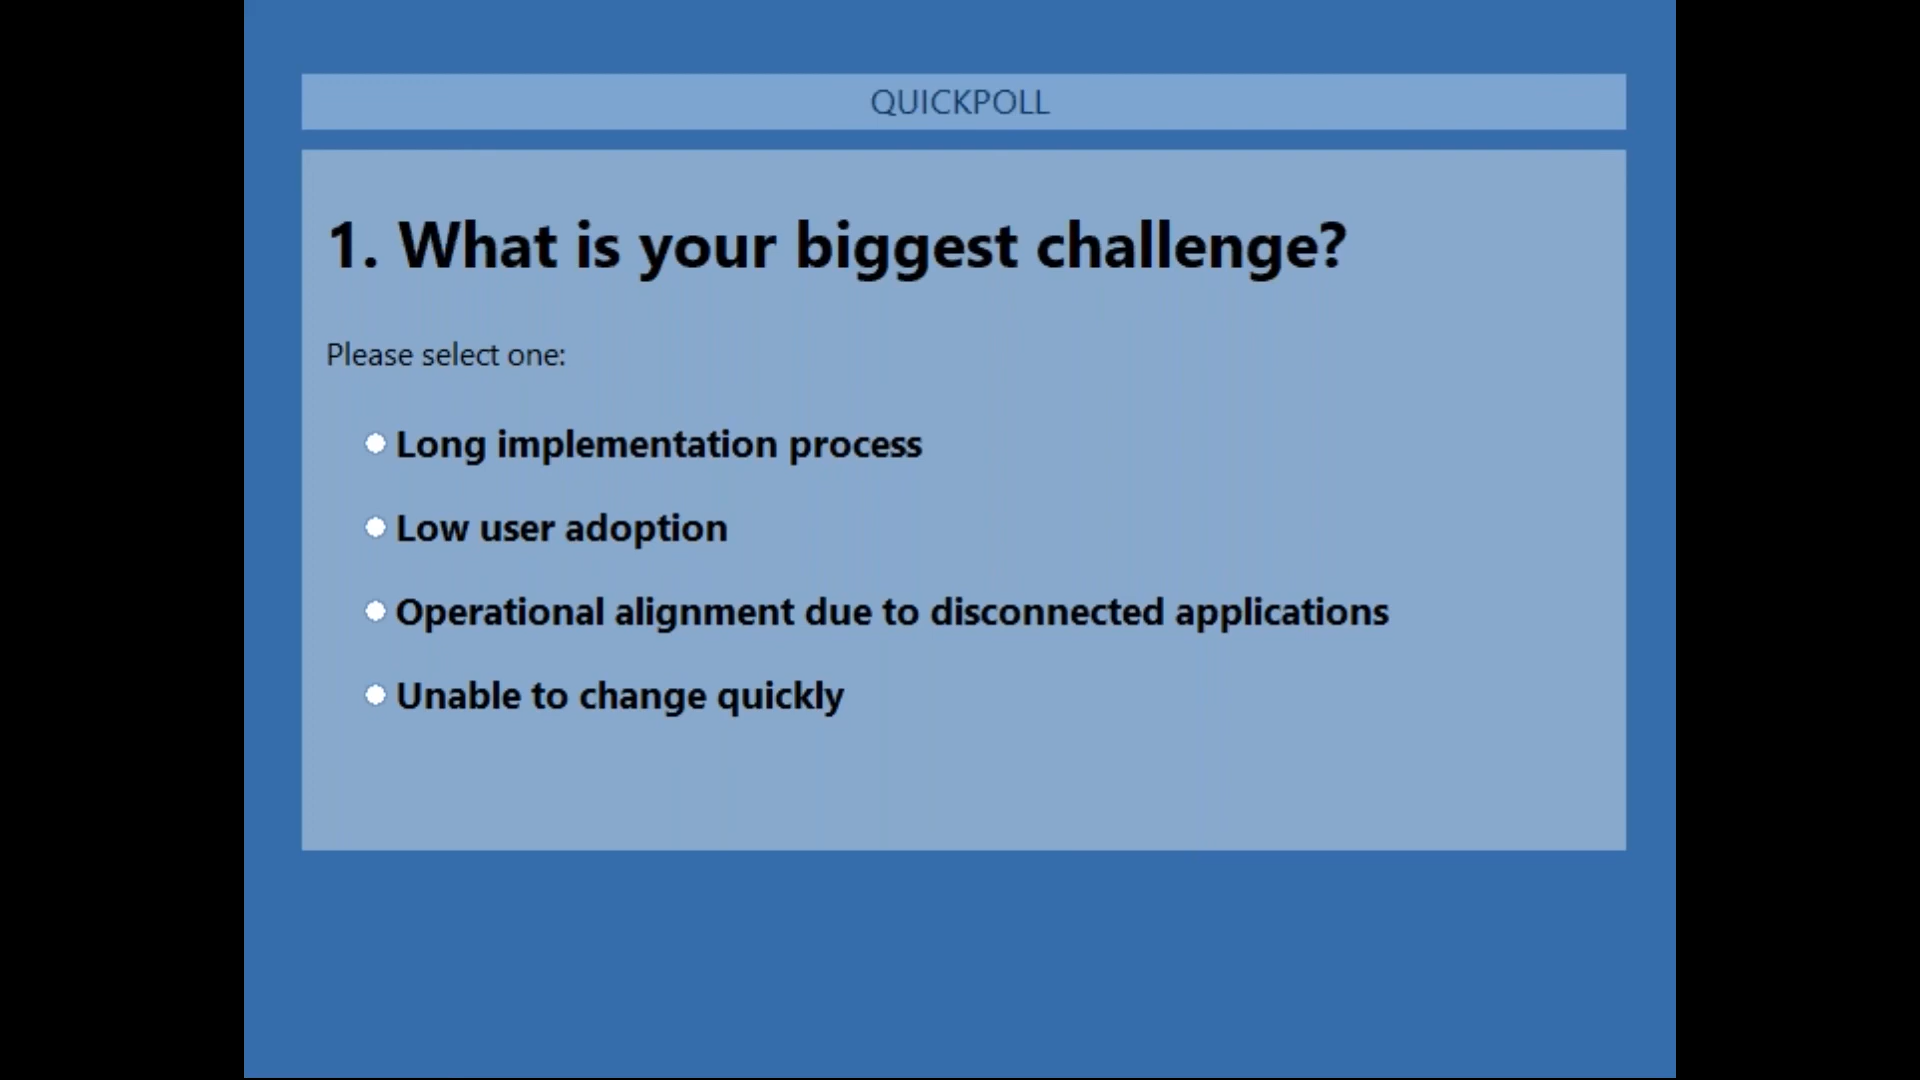 QUICKPOLL
1. What is your biggest challenge?
Please select one:
Long implementation process
Low user adoption
Operational alignment due to disconnected applications
Unable to change quickly